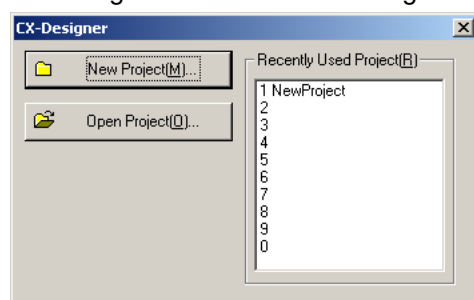 CX-Designer
New Project(M)...
Open Project(O)...
Recently Used Project(R)
1 NewProject
2
3
4
5
6
7
8
9
0